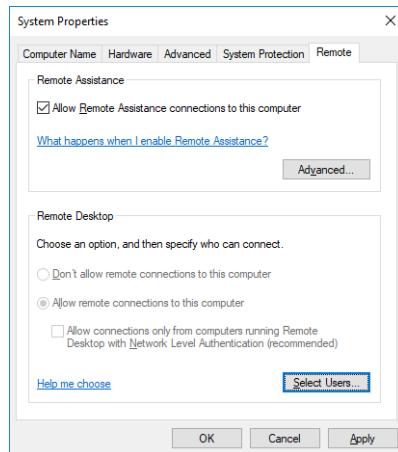 System Properties
Computer Name Hardware Advanced System Protection Remote
Remote Assistance
Allow Remote Assistance connections to this computer
What happens when I enable Remote Assistance?
Advanced...
Remote Desktop
Choose an option, and then specify who can connect.
Don't allow remote connections to this computer
Allow remote connections to this computer
Allow connections only from computers running Remote
Desktop with Network Level Authentication (recommended)
Help me choose Select Users...
OK Cancel Apply